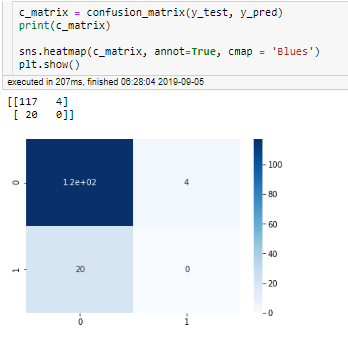 c_matrix = confusion_matrix(y_test, y_pred)
print(c_matrix)
sns.heatmap(c_matrix, annot=True, cmap = 'Blues')
plt.show()
executed in 207ms, finished 06:28:04 2019-09-05
[[117 4]
[ 20 0]]
0
1.2e+02
4
1
20
0
0
1
100
80
60
40
20
0